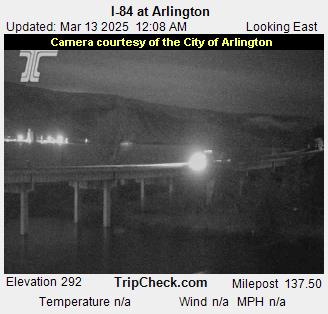 I-84 at Arlington
Updated: Mar 13 2025 12:08 AM Looking East
Camera courtesy of the City of Arlington
Elevation 292 TripCheck.com Milepost 137.50
Temperature n/a Wind n/a MPH n/a